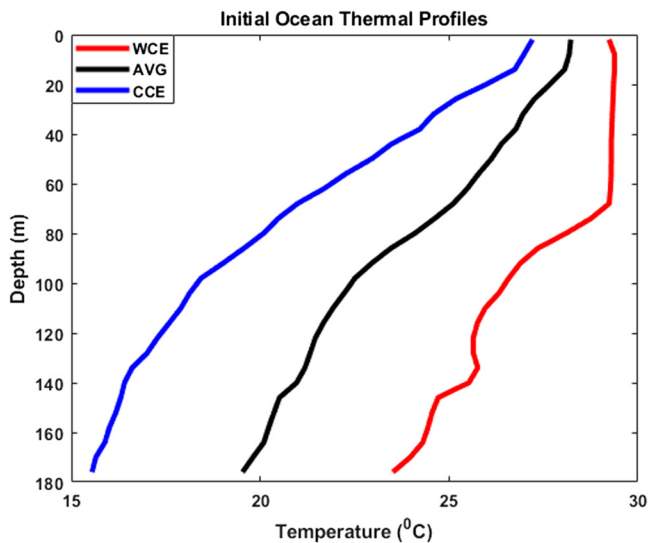 Initial Ocean Thermal Profiles
WCE
AVG
CCE
0
20
40
60
80
100
120
140
160
180
Depth (m)
15
20
25
30
Temperature (⁰C)